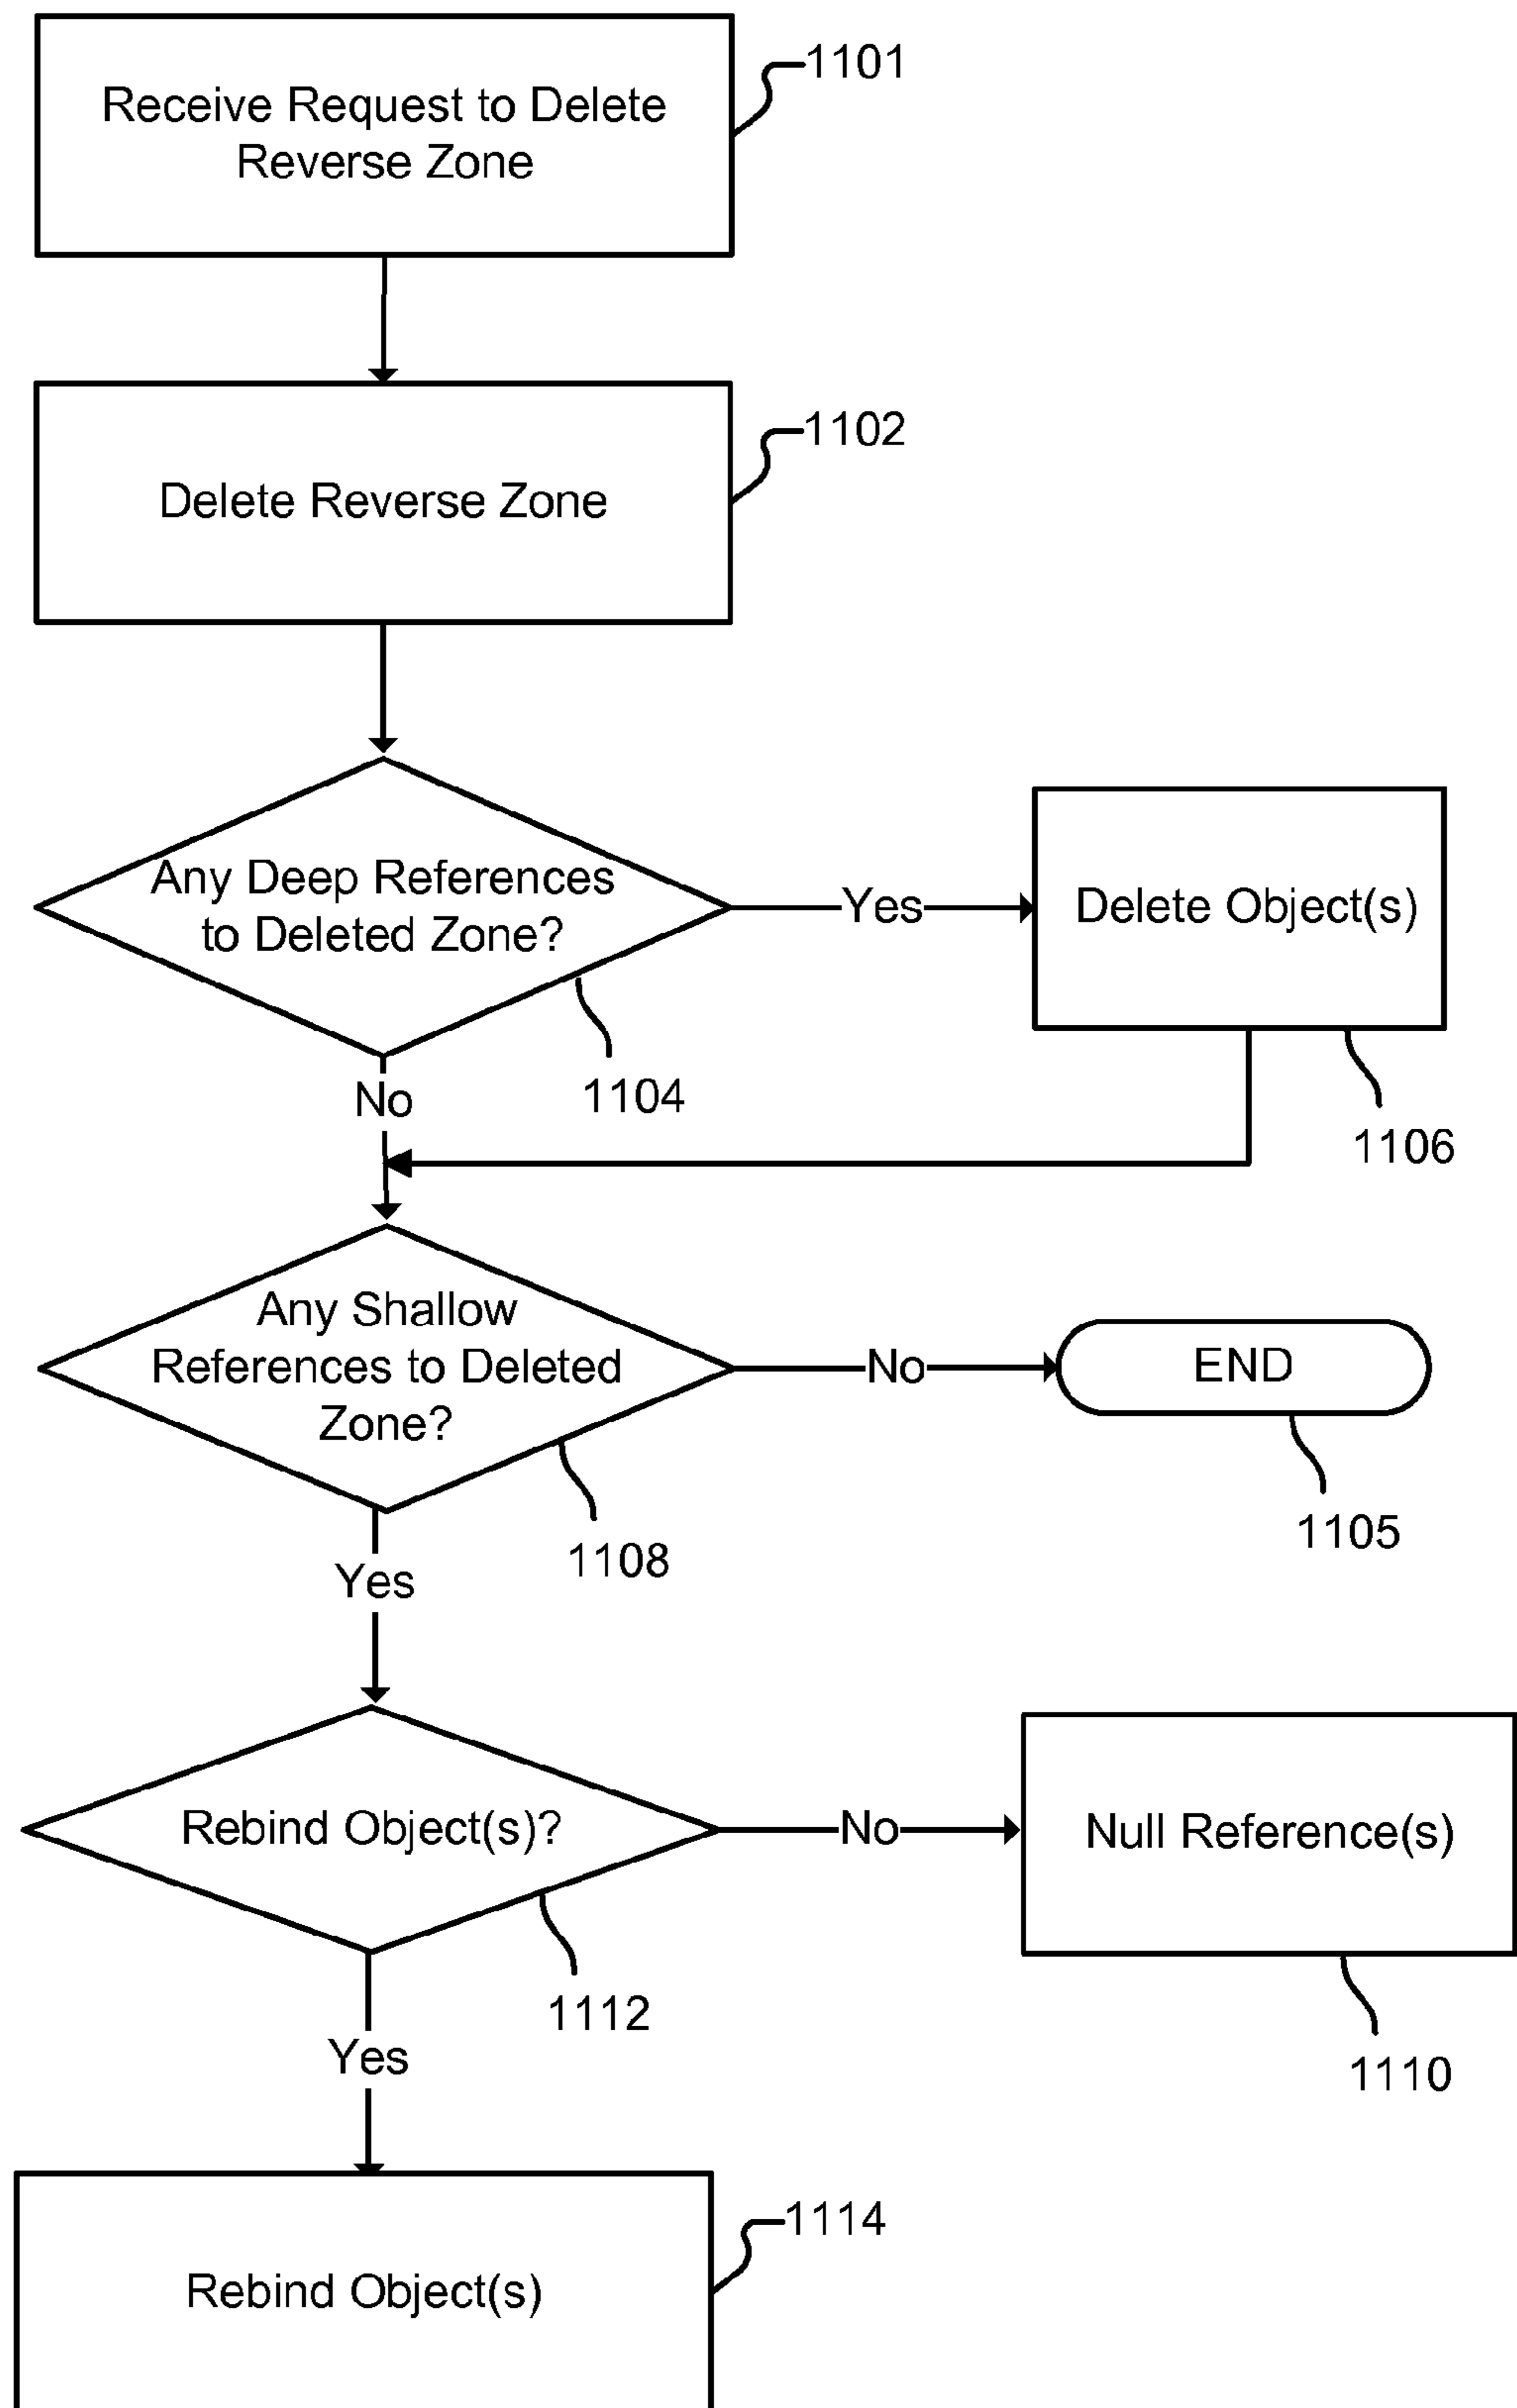 Receive Request to Delete
Reverse Zone
1101
Delete Reverse Zone
1102
Any Deep References
to Deleted Zone?
1104
Yes
Delete Object(s)
1106
No
Any Shallow
References to Deleted
Zone?
1108
No
END
1105
Yes
Rebind Object(s)?
1112
No
Null Reference(s)
1110
Yes
Rebind Object(s)
1114